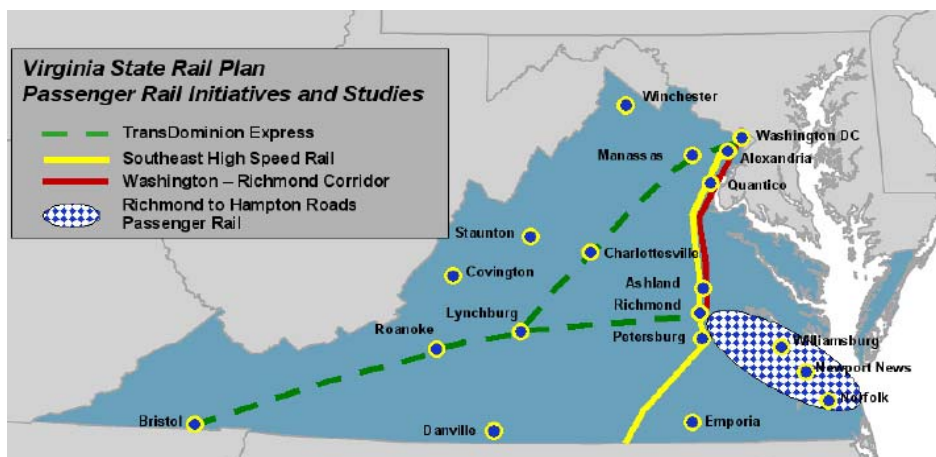 Virginia State Rail Plan
Passenger Rail Initiatives and Studies
TransDominion Express
Southeast High Speed Rail
Washington – Richmond Corridor
Richmond to Hampton Roads
Passenger Rail
Winchester
Washington DC
Manassas
Alexandria
Quantico
Staunton
Charlottesville
Covington
Ashland
Lynchburg
Richmond
Roanoke
Petersburg
Williamsburg
Newport News
Norfolk
Bristol
Danville
Emporia